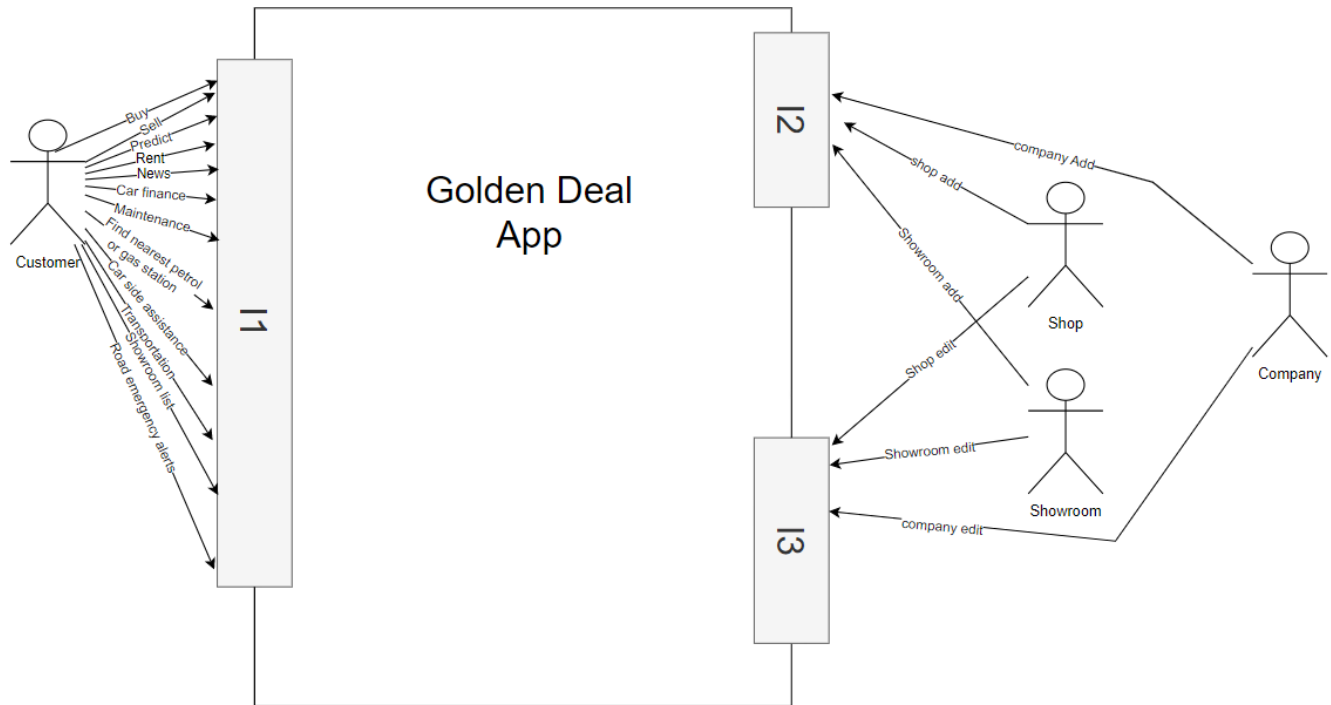 Buy
Sell
Predict
Rent
News
Car finance
Maintenance
Find nearest petrol
or gas station
Car side assistance
Transportation
Showroom list
Road emergency alerts
Customer
I1
Golden Deal
App
I2
I3
company Add
shop add
Showroom add
Shop edit
Showroom edit
company edit
Shop
Showroom
Company